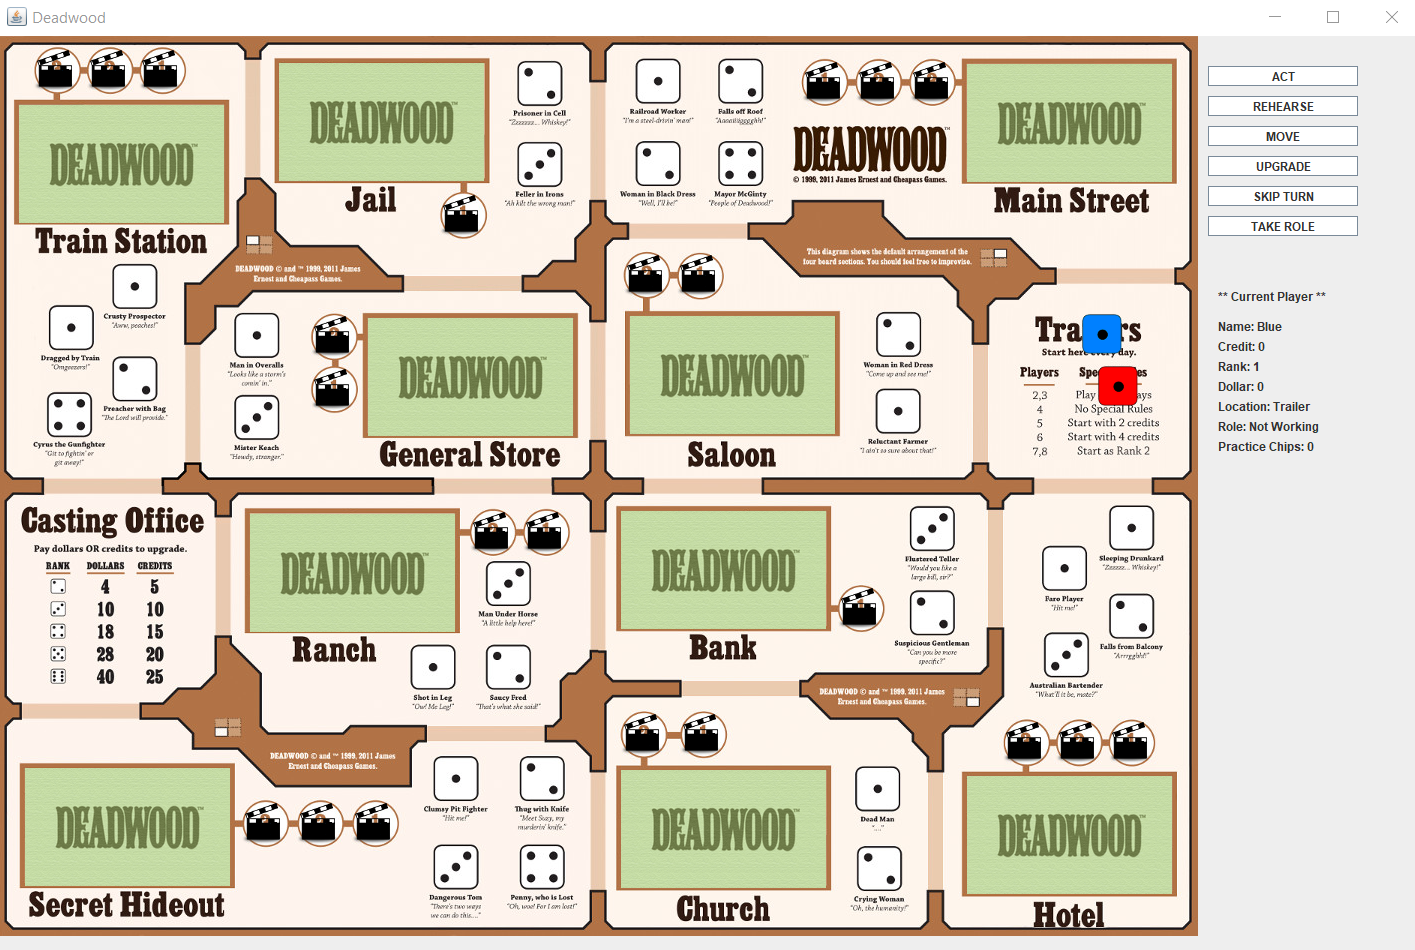 Deadwood
DEADWOOD™
Train Station
Crusty Prospector
"Aww, peaches!"
Dragged by Train
"Omgeezers!"
Preacher with Bag
"The Lord will provide."
Cyrus the Gunfighter
"Git to fightin' or
git away!"
DEADWOOD™
Jail
Prisoner in Cell
"Zzzzzzz... Whiskey!"
Feller in Irons
"Ah kilt the wrong man!"
DEADWOOD © and ™ 1999, 2011 James
Ernest and Cheapass Games.
Railroad Worker
"I'm a steel-drivin' man!"
Falls off Roof
"Aaaaiiiiggggghh!"
Woman in Black Dress
"Well, I'll be!"
Mayor McGinty
"People of Deadwood!"
DEADWOOD™
© 1999, 2011 James Ernest and Cheapass Games.
DEADWOOD™
Main Street
This diagram shows the default arrangement of the
four board sections. You should feel free to improvise.
Man in Overalls
"Looks like a storm's
comin' in."
Mister Keach
"Howdy, stranger."
DEADWOOD™
General Store
DEADWOOD™
Saloon
Woman in Red Dress
"Come up and see me!"
Reluctant Farmer
"I ain't so sure about that!"
Start here every day.
Players
2,3
4 No Special Rules
5 Start with 2 credits
6 Start with 4 credits
7,8 Start as Rank 2
Casting Office
Pay dollars OR credits to upgrade.
RANK DOLLARS CREDITS
4 5
10 10
18 15
28 20
40 25
DEADWOOD™
Ranch
Man Under Horse
"A little help here!"
Shot in Leg
"Ow! Me Leg!"
Saucy Fred
"That's what she said!"
DEADWOOD © and ™ 1999, 2011 James
Ernest and Cheapass Games.
DEADWOOD™
Bank
Flustered Teller
"Would you like a
large bill, sir?"
Suspicious Gentleman
"Can you be more
specific?"
DEADWOOD © and ™ 1999, 2011 James
Ernest and Cheapass Games.
Sleeping Drunkard
"Zzzzzz... Whiskey!"
Faro Player
"Hit me!"
Falls from Balcony
"Arrrgghh!"
Australian Bartender
"What'll it be, mate?"
DEADWOOD™
Hotel
DEADWOOD™
Secret Hideout
Clumsy Pit Fighter
"Hit me!"
Thug with Knife
"Meet Suzy, my
murderin' knife."
Dangerous Tom
"There's two ways
we can do this...."
Penny, who is Lost
"Oh, woe! For I am lost!"
DEADWOOD™
Church
Dead Man
"...."
Crying Woman
"Oh, the humanity!"
ACT
REHEARSE
MOVE
UPGRADE
SKIP TURN
TAKE ROLE
** Current Player **
Name: Blue
Credit: 0
Rank: 1
Dollar: 0
Location: Trailer
Role: Not Working
Practice Chips: 0